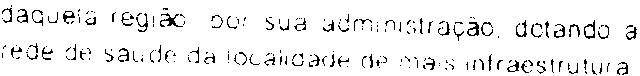 daquela região por sua administração, dotando a
rede de saúde da localidade de mais infraestrutura